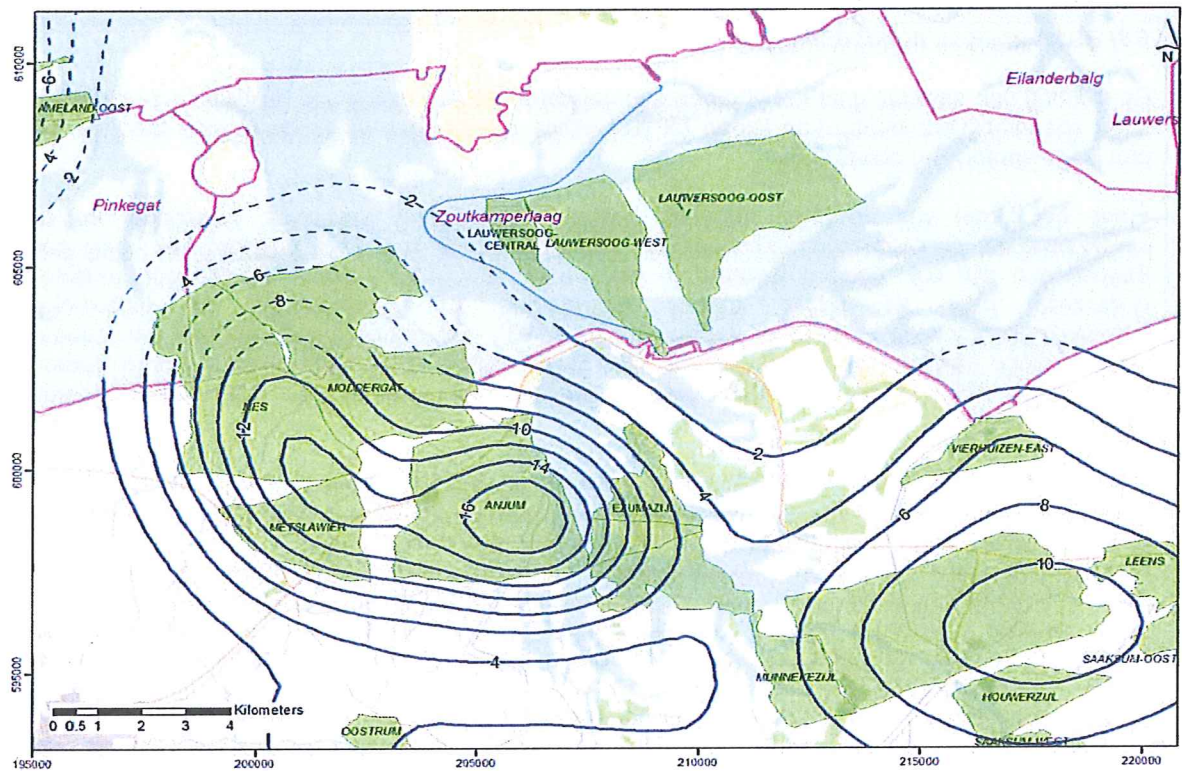 610000
605000
600000
595000
195000
200000
205000
210000
215000
220000
N
Eilanderbalg
Lauwers
AMELAND-OOST
Pinkegat
Zoutkamperlaag
LAUWERSOOG-
CENTRAL
LAUWERSOOG-WEST
LAUWERSOOG-OOST
MODDERGAT
NES
METSLAWIER
ANJUM
EZUMAZIJL
VIERHUIZEN-EAST
LEENS
SAAKSUM-OOST
MUNNEKEZIJL
HOUWERZIJL
SAAKSUM-WEST
OOSTRUM
6
4
2
2
4
6
8
12
10
14
16
2
4
6
8
10
4
Kilometers
0 0.5 1 2 3 4